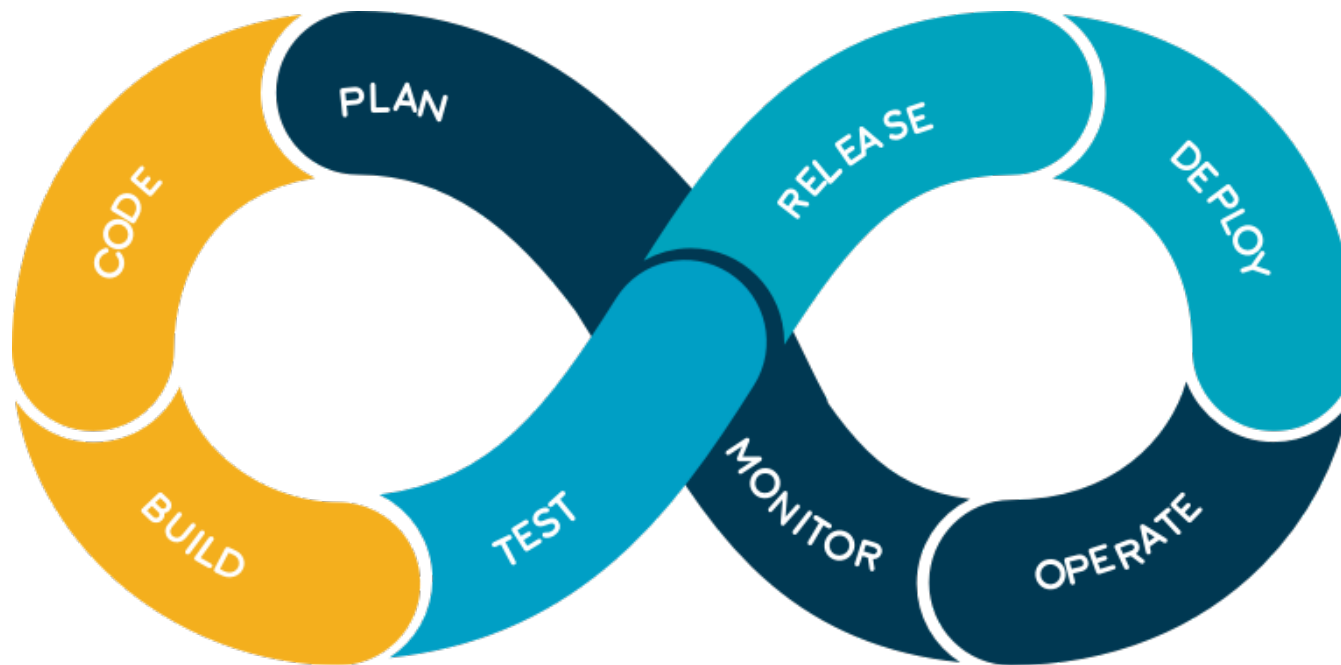 PLAN
CODE
BUILD
TEST
RELEASE
DEPLOY
OPERATE
MONITOR